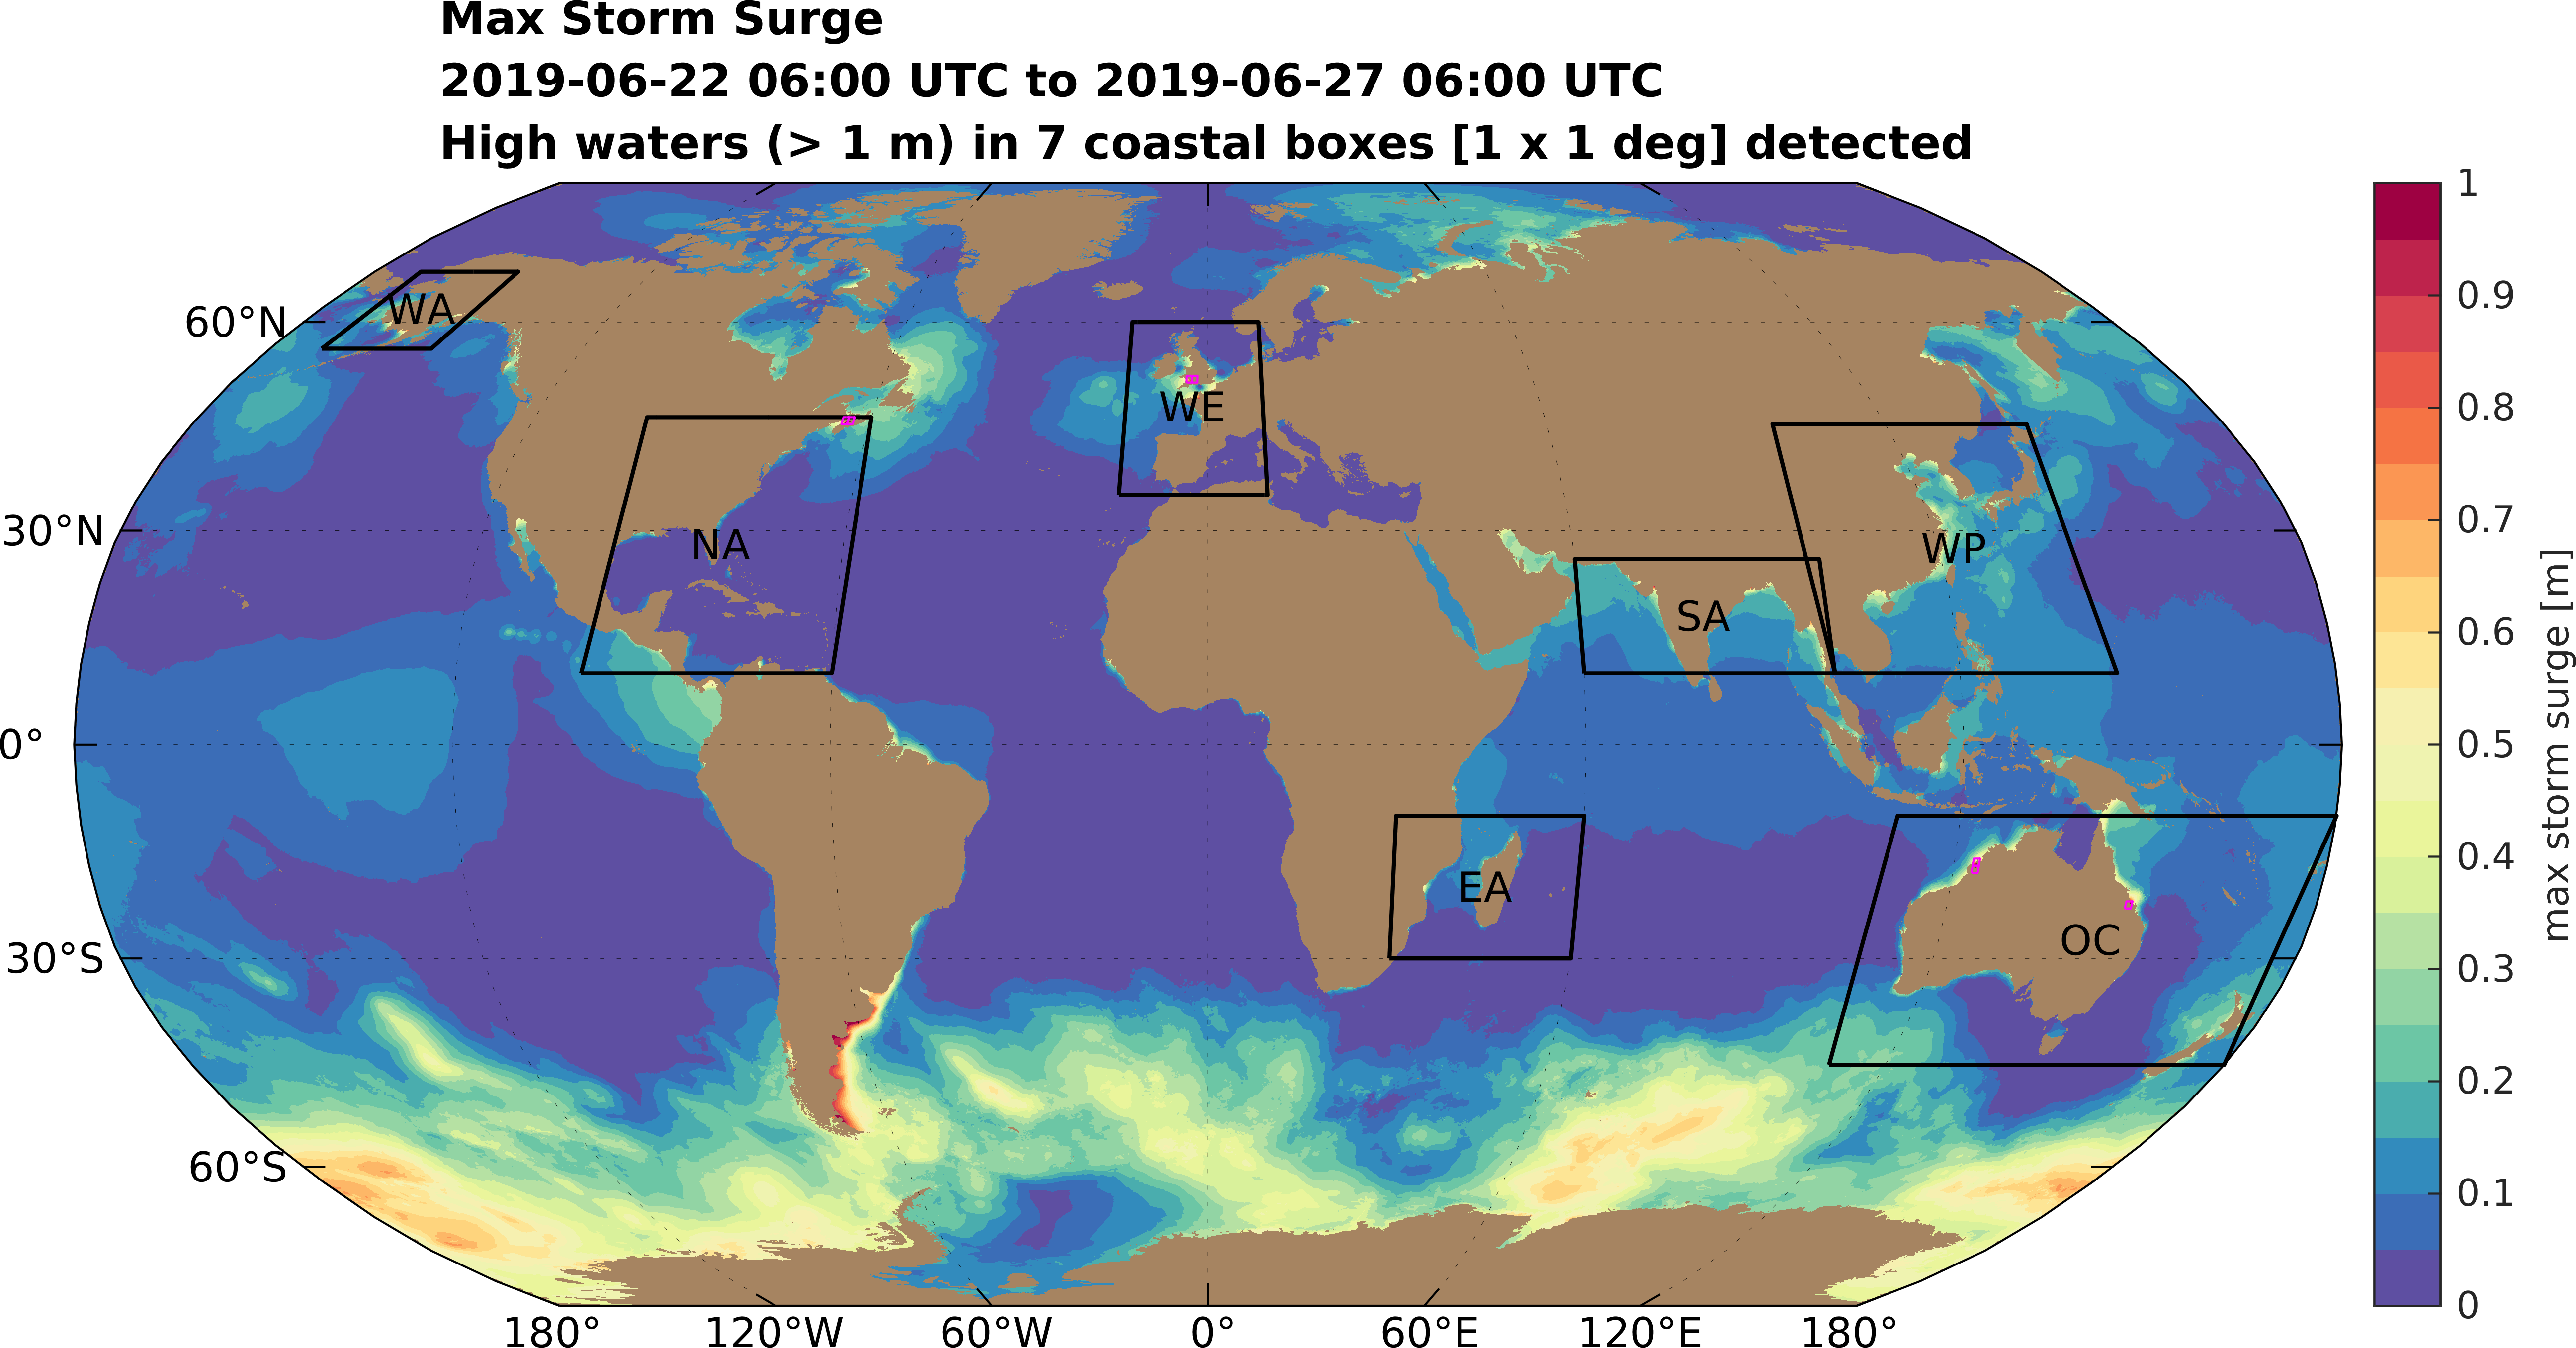 Max Storm Surge
2019-06-22 06:00 UTC to 2019-06-27 06:00 UTC
High waters (> 1 m) in 7 coastal boxes [1 x 1 deg] detected
1
0.9
0.8
0.7
0.6
0.5
0.4
0.3
0.2
0.1
0
max storm surge [m]
60°N
30°N
0°
30°S
60°S
WA
WE
NA
WP
SA
EA
OC
180° 120°W 60°W 0° 60°E 120°E 180°